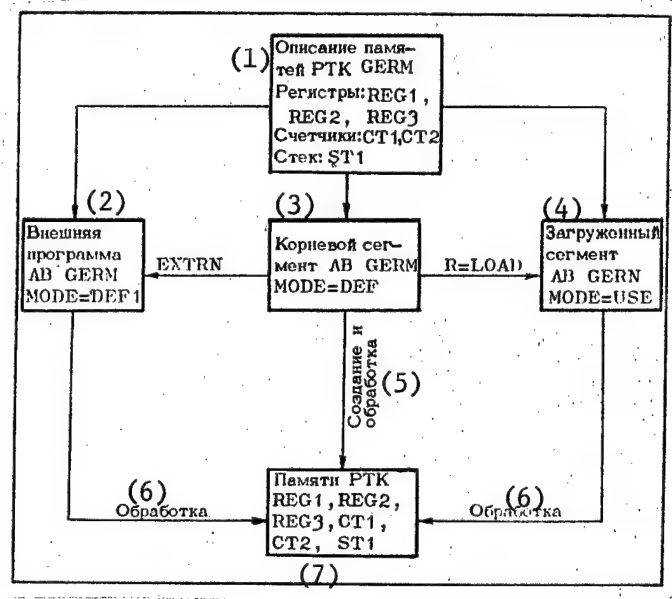 (1)
Описание памя-
тей РТК GERM
Регистры: REG1,
REG2, REG3
Счетчики: CT1,CT2
Стек: ST1
(2)
Внешняя
программа
AB GERM
MODE=DEF1
EXTRN
(3)
Корневой сег-
мент AB GERM
MODE=DEF
R=LOAD
(4)
Загруженный
сегмент
AB GERN
MODE=USE
Создание и
обработка
(5)
(6)
Обработка
Памяти РТК
REG1, REG2,
REG3, CT1,
CT2, ST1
(6)
Обработка
(7)